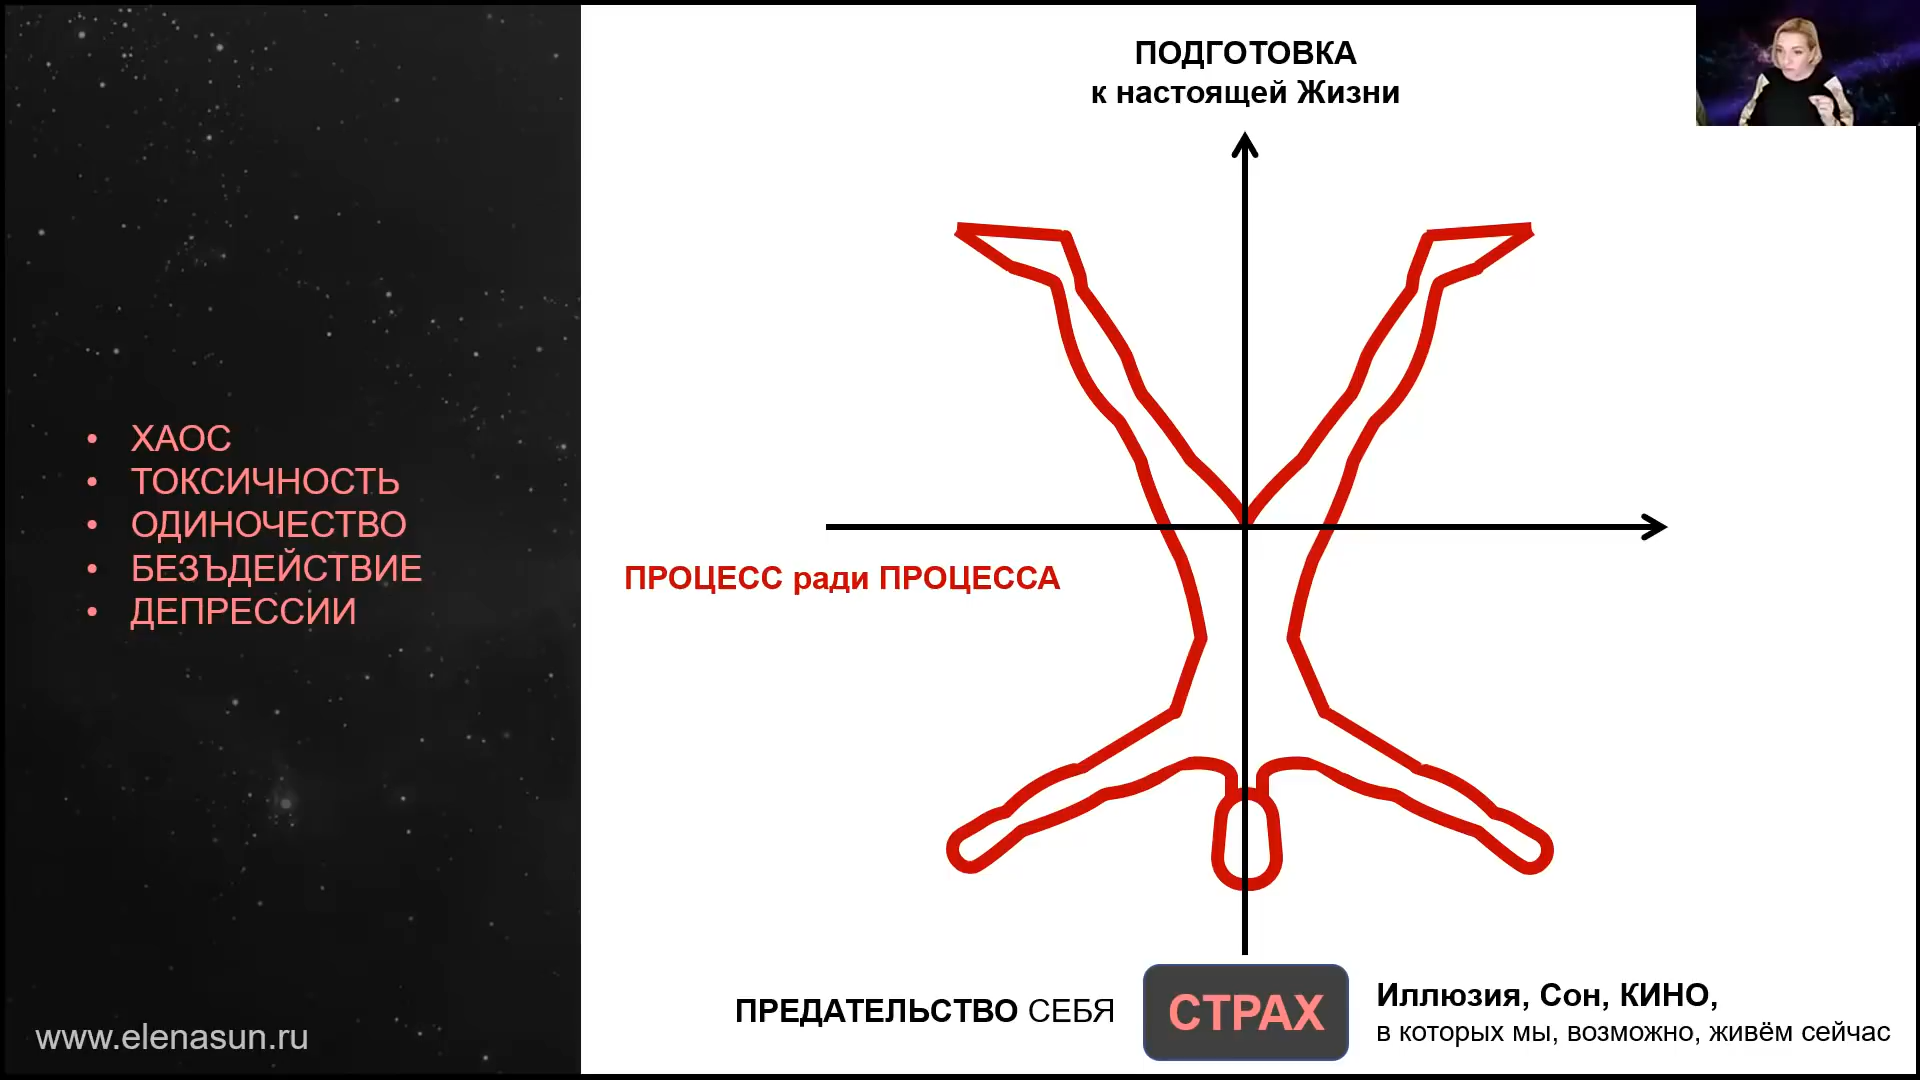 ПОДГОТОВКА
к настоящей Жизни
ХАОС
ТОКСИЧНОСТЬ
ОДИНОЧЕСТВО
БЕЗЪДЕЙСТВИЕ
ДЕПРЕССИИ
ПРОЦЕСС ради ПРОЦЕССА
ПРЕДАТЕЛЬСТВО СЕБЯ
СТРАХ
Иллюзия, Сон, КИНО,
в которых мы, возможно, живём сейчас
www.elenasun.ru